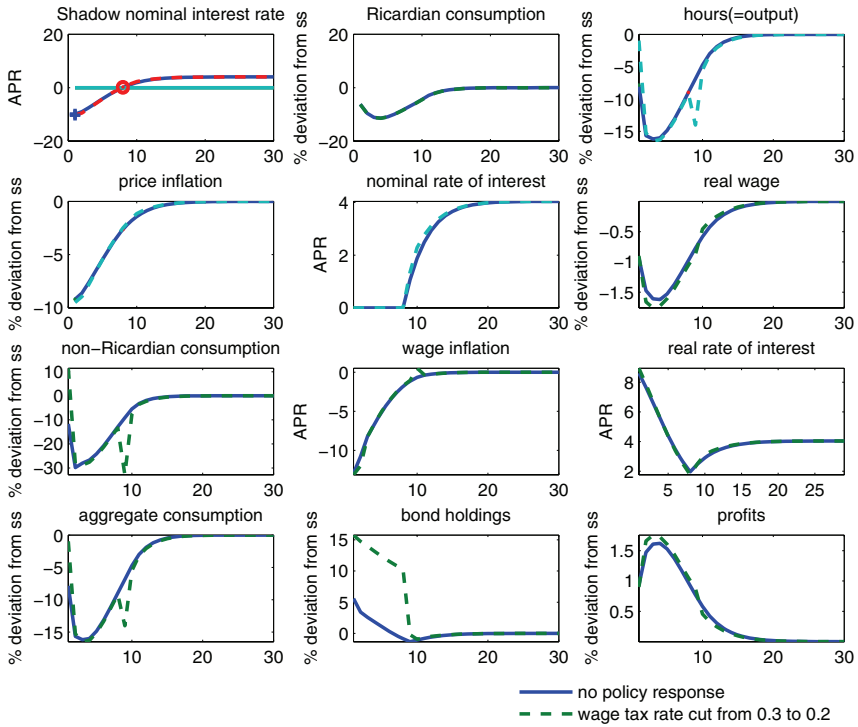 Shadow nominal interest rate
Ricardian consumption
hours(=output)
APR
20
0
−20
0 10 20 30
% deviation from ss
20
0
−20
0 10 20 30
% deviation from ss
0
−5
−10
−15
10 20 30
price inflation
nominal rate of interest
real wage
% deviation from ss
0
−5
−10
0 10 20 30
APR
4
2
0
10 20 30
% deviation from ss
−0.5
−1
−1.5
10 20 30
non−Ricardian consumption
wage inflation
real rate of interest
% deviation from ss
10
0
−10
−20
−30
10 20 30
APR
0
−5
−10
10 20 30
APR
8
6
4
2
5 10 15 20 25
aggregate consumption
bond holdings
profits
% deviation from ss
0
−5
−10
−15
10 20 30
% deviation from ss
15
10
5
0
10 20 30
% deviation from ss
1.5
1
0.5
10 20 30
no policy response
wage tax rate cut from 0.3 to 0.2